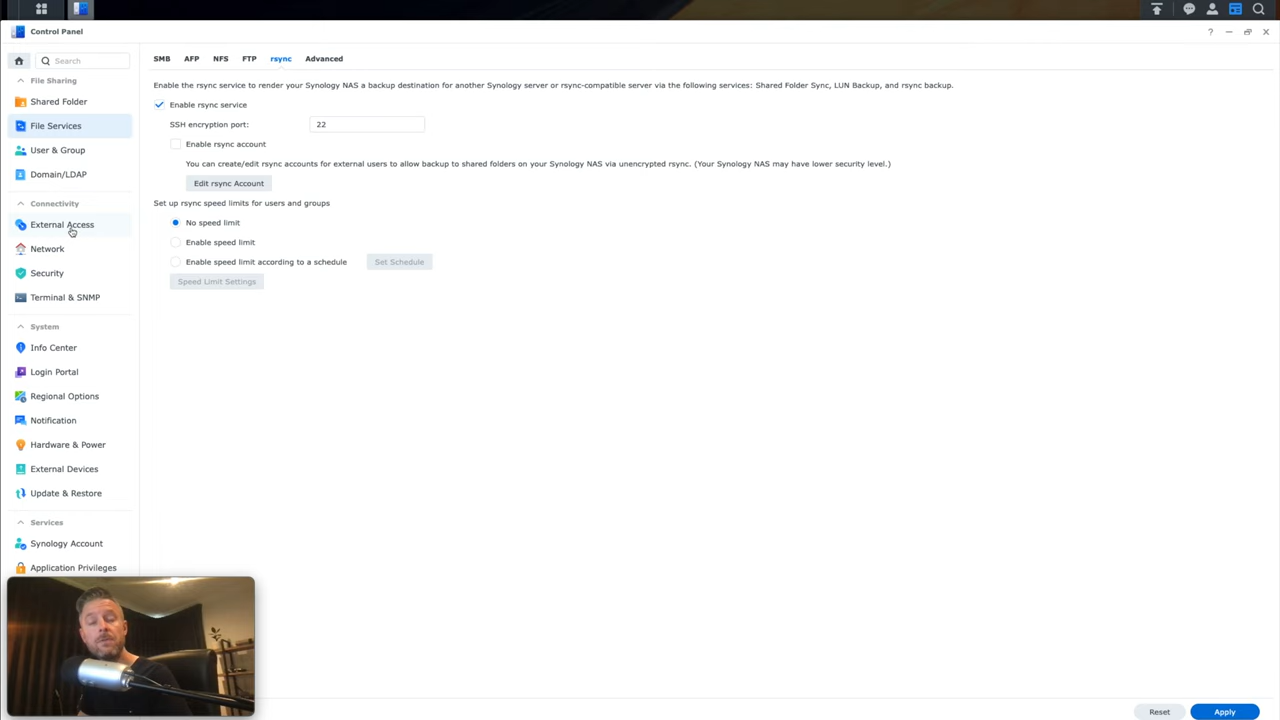 Control Panel
?
Search
File Sharing
Shared Folder
File Services
User & Group
Domain/LDAP
Connectivity
External Access
Network
Security
Terminal & SNMP
System
Info Center
Login Portal
Regional Options
Notification
Hardware & Power
External Devices
Update & Restore
Services
Synology Account
Application Privileges
SMB AFP NFS FTP rsync Advanced
Enable the rsync service to render your Synology NAS a backup destination for another Synology server or rsync-compatible server via the following services: Shared Folder Sync, LUN Backup, and rsync backup.
Enable rsync service
SSH encryption port: 22
Enable rsync account
You can create/edit rsync accounts for external users to allow backup to shared folders on your Synology NAS via unencrypted rsync. (Your Synology NAS may have lower security level.)
Edit rsync Account
Set up rsync speed limits for users and groups
No speed limit
Enable speed limit
Enable speed limit according to a schedule Set Schedule
Speed Limit Settings
Reset Apply